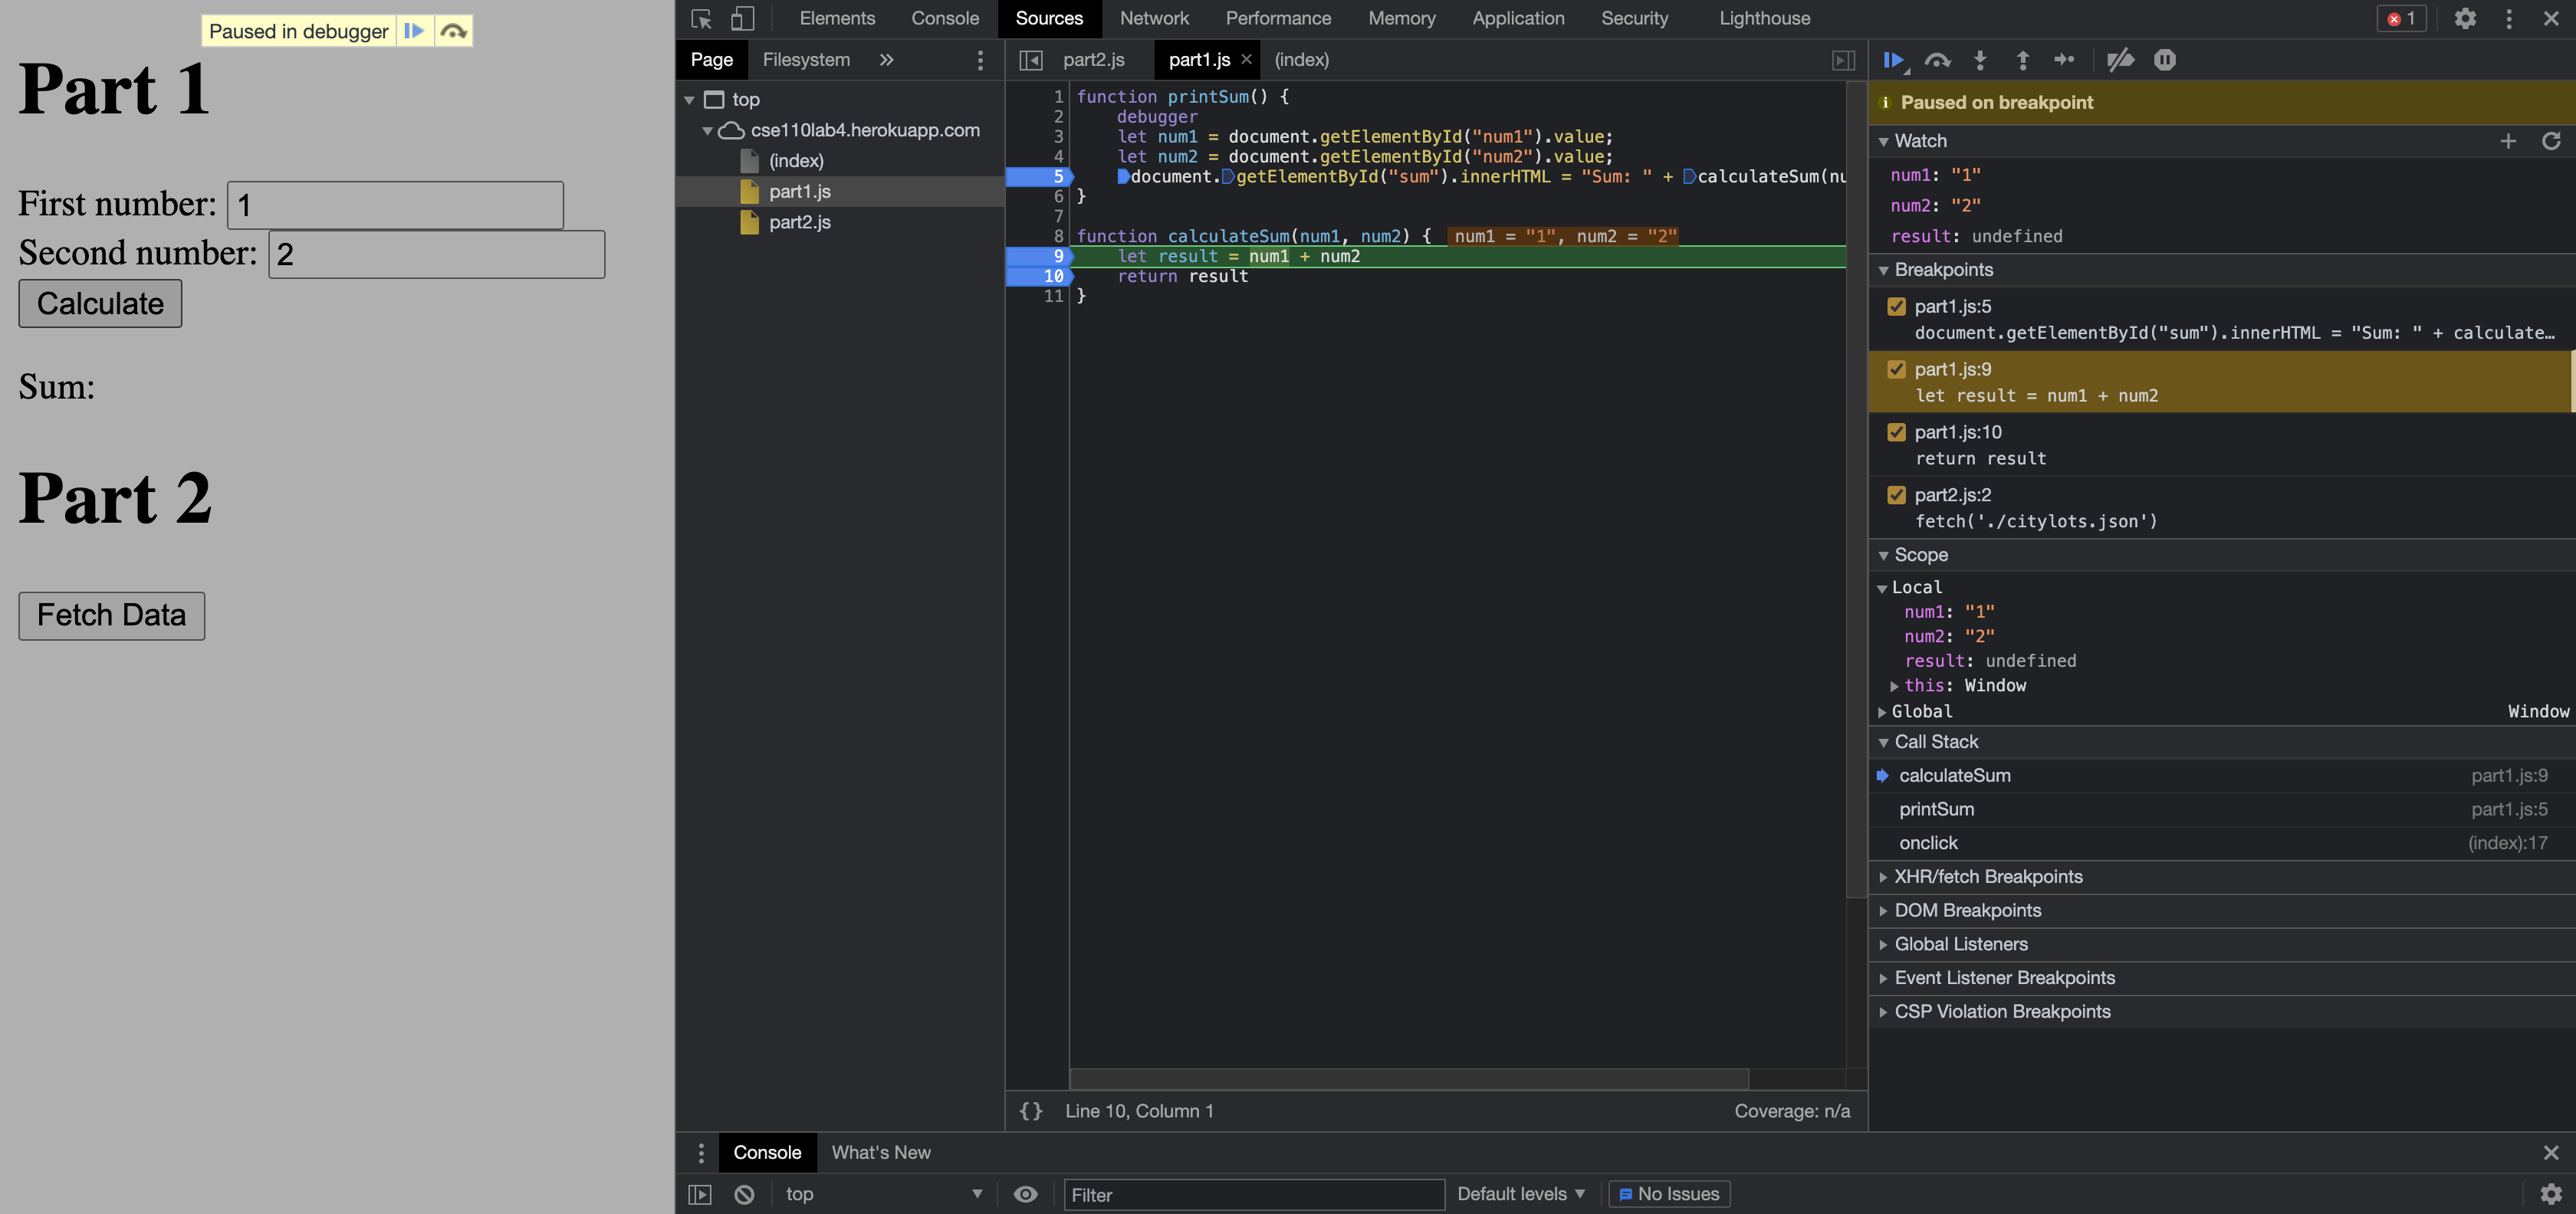 Paused in debugger
Part 1
First number: 1
Second number: 2
Calculate
Sum:
Part 2
Fetch Data
Elements Console Sources Network Performance Memory Application Security Lighthouse 1
Page Filesystem »
top
cse110lab4.herokuapp.com
(index)
part1.js
part2.js
part2.js part1.js × (index)
1 function printSum() {
2 debugger
3 let num1 = document.getElementById("num1").value;
4 let num2 = document.getElementById("num2").value;
5 document.getElementById("sum").innerHTML = "Sum: " + calculateSum(nu
6 }
7
8 function calculateSum(num1, num2) { num1 = "1", num2 = "2"
9 let result = num1 + num2
10 return result
11 }
{} Line 10, Column 1 Coverage: n/a
Paused on breakpoint
Watch
num1: "1"
num2: "2"
result: undefined
Breakpoints
part1.js:5
document.getElementById("sum").innerHTML = "Sum: " + calculate…
part1.js:9
let result = num1 + num2
part1.js:10
return result
part2.js:2
fetch('./citylots.json')
Scope
Local
num1: "1"
num2: "2"
result: undefined
this: Window
Global Window
Call Stack
calculateSum part1.js:9
printSum part1.js:5
onclick (index):17
XHR/fetch Breakpoints
DOM Breakpoints
Global Listeners
Event Listener Breakpoints
CSP Violation Breakpoints
Console What's New
top Filter Default levels No Issues